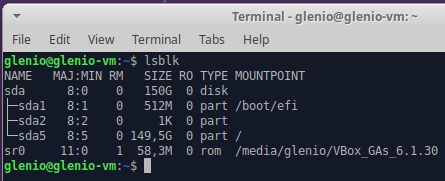 Terminal - glenio@glenio-vm: ~
File Edit View Terminal Tabs Help
glenio@glenio-vm:~$ lsblk
NAME   MAJ:MIN RM   SIZE RO TYPE MOUNTPOINT
sda      8:0    0   150G  0 disk
├─sda1   8:1    0   512M  0 part /boot/efi
├─sda2   8:2    0     1K  0 part
└─sda5   8:5    0 149,5G  0 part /
sr0     11:0    1  58,3M  0 rom  /media/glenio/VBox_GAs_6.1.30
glenio@glenio-vm:~$